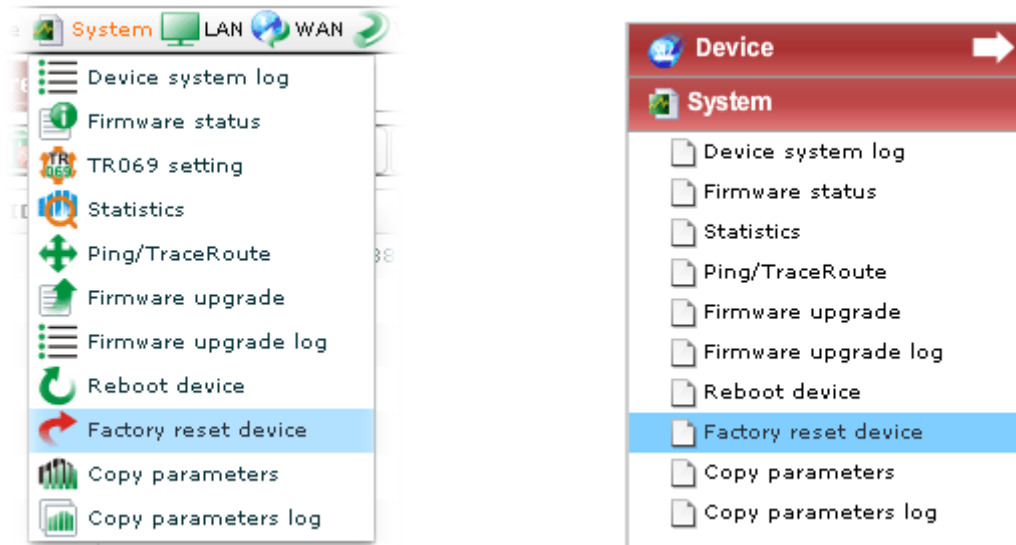 System LAN WAN
Device system log
Firmware status
TR069 setting
Statistics
Ping/TraceRoute
Firmware upgrade
Firmware upgrade log
Reboot device
Factory reset device
Copy parameters
Copy parameters log
Device
System
Device system log
Firmware status
Statistics
Ping/TraceRoute
Firmware upgrade
Firmware upgrade log
Reboot device
Factory reset device
Copy parameters
Copy parameters log